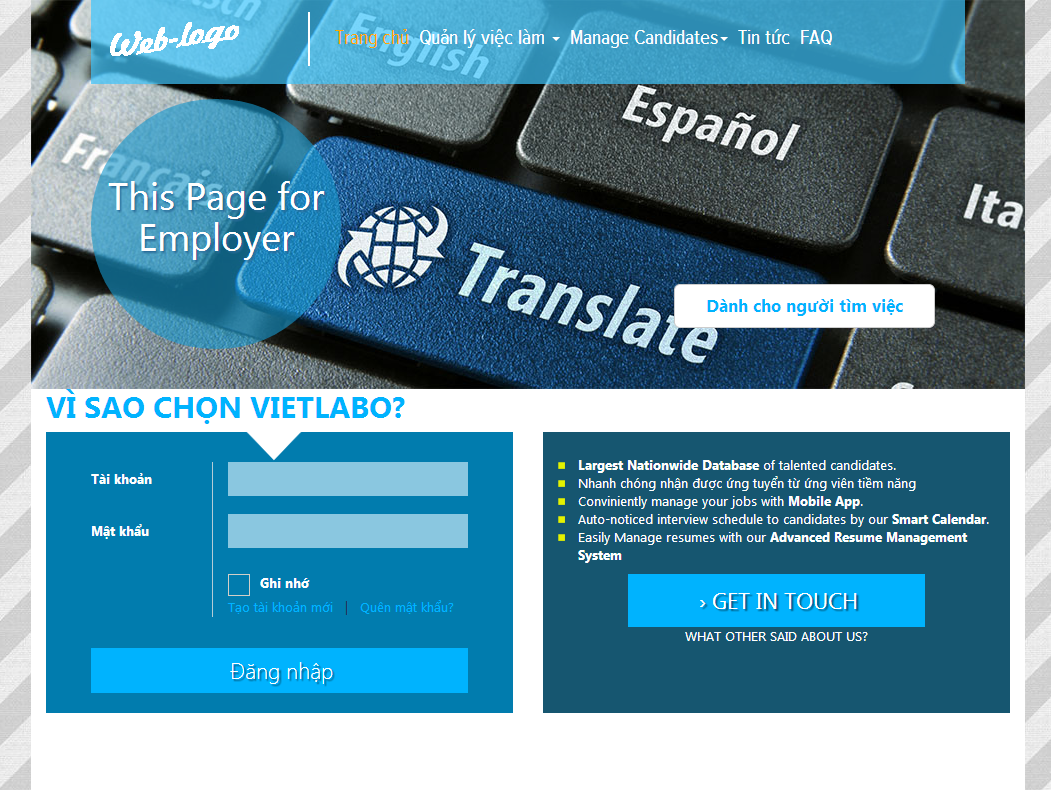 Web-logo
Trang chủ Quản lý việc làm Manage Candidates Tin tức FAQ
English
Español
Français
Ita
This Page for
Employer
Translate
Dành cho người tìm việc
VÌ SAO CHỌN VIETLABO?
Tài khoản
Mật khẩu
Ghi nhớ
Tạo tài khoản mới | Quên mật khẩu?
Đăng nhập
Largest Nationwide Database of talented candidates.
Nhanh chóng nhận được ứng tuyển từ ứng viên tiềm năng
Conviniently manage your jobs with Mobile App.
Auto-noticed interview schedule to candidates by our Smart Calendar.
Easily Manage resumes with our Advanced Resume Management
System
› GET IN TOUCH
WHAT OTHER SAID ABOUT US?